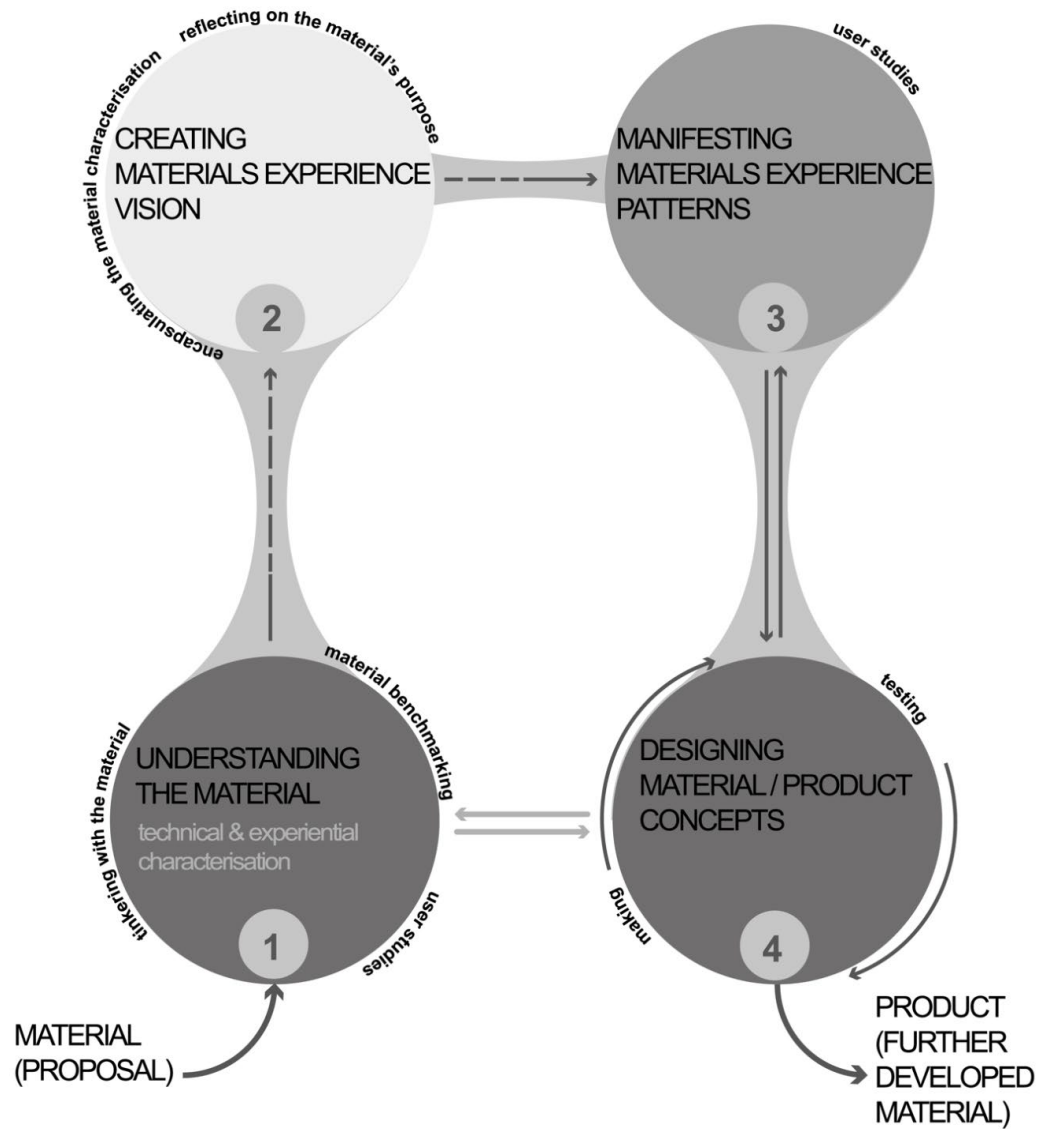 reflecting on the material's purpose
encapsulating the material characterisation
CREATING
MATERIALS EXPERIENCE
VISION
2
user studies
MANIFESTING
MATERIALS EXPERIENCE
PATTERNS
3
material benchmarking
tinkering with the material
UNDERSTANDING
THE MATERIAL
technical & experiential
characterisation
user studies
1
testing
DESIGNING
MATERIAL / PRODUCT
CONCEPTS
making
4
MATERIAL
(PROPOSAL)
PRODUCT
(FURTHER
DEVELOPED
MATERIAL)